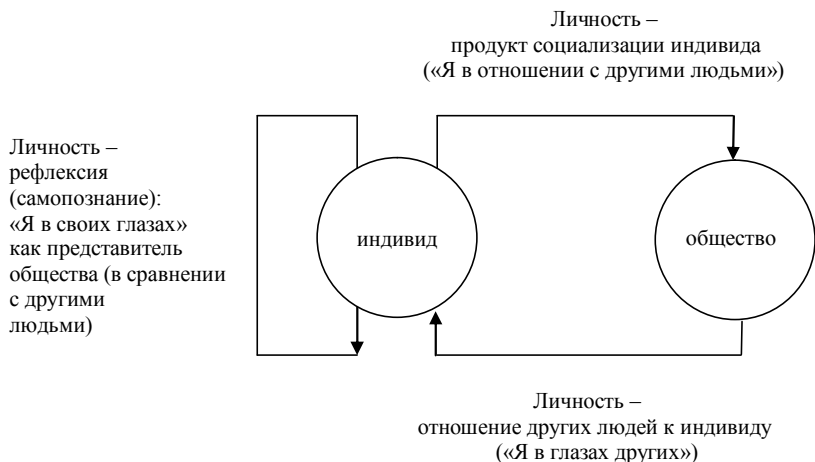 Личность –
продукт социализации индивида
(«Я в отношении с другими людьми»)
Личность –
рефлексия
(самопознание):
«Я в своих глазах»
как представитель
общества (в сравнении
с другими
людьми)
индивид
общество
Личность –
отношение других людей к индивиду
(«Я в глазах других»)